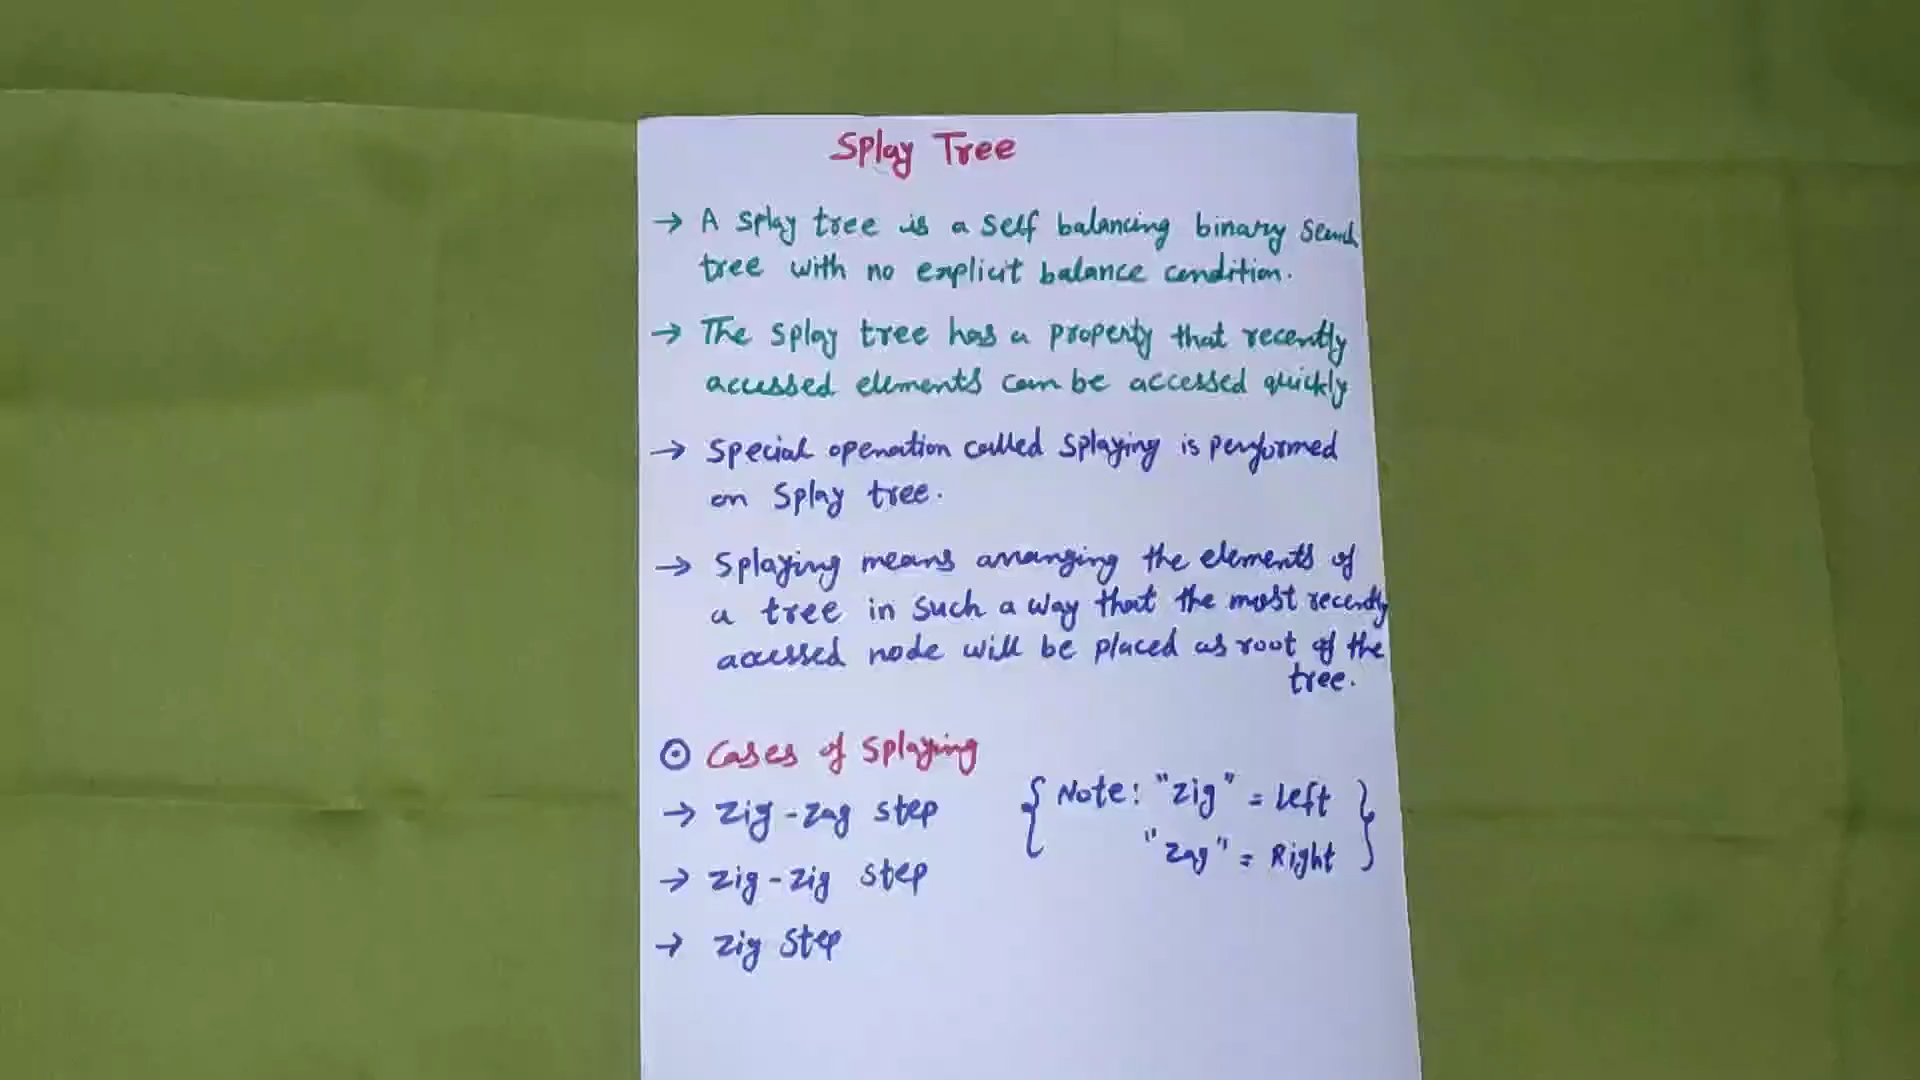 Splay Tree
→ A splay tree is a self balancing binary search
tree with no explicit balance condition.
→ The splay tree has a property that recently
accessed elements can be accessed quickly
→ Special operation called splaying is performed
on splay tree.
→ Splaying means arranging the elements of
a tree in such a way that the most recently
accessed node will be placed as root of the
tree.
⊙ Cases of splaying
→ zig-zag step
→ zig-zig step
→ zig step
{ Note: "zig" = Left
"zag" = Right }